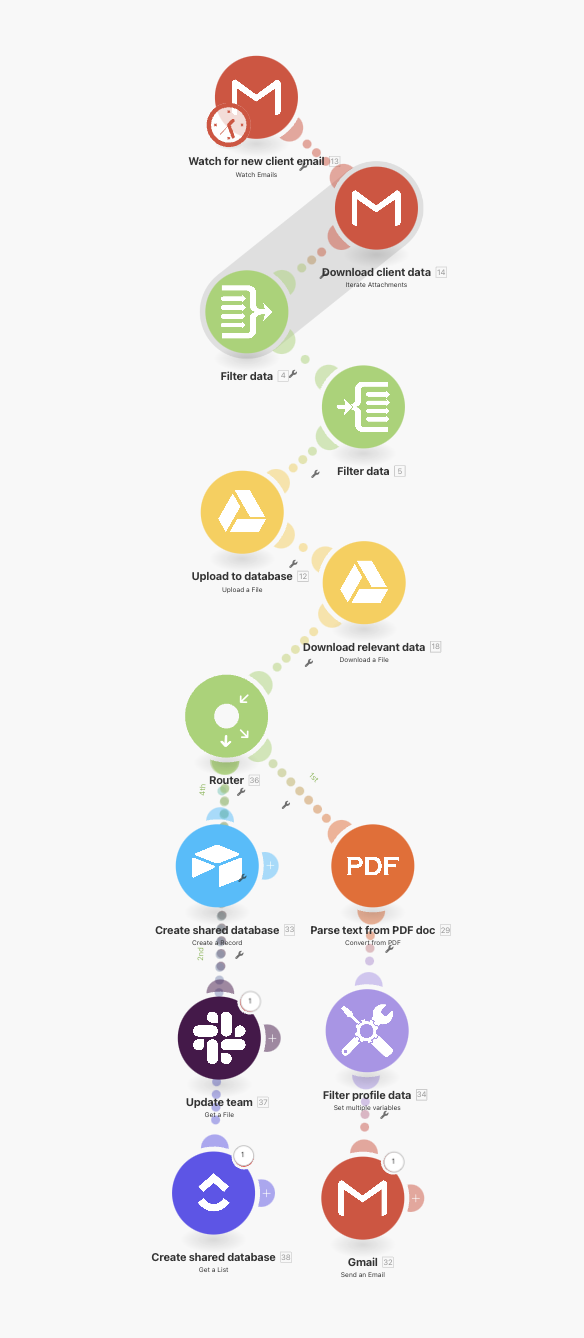 Watch for new client email 13
Watch Emails
Download client data 14
Iterate Attachments
Filter data 4
Filter data 5
Upload to database 12
Upload a File
Download relevant data 18
Download a File
Router 36
1st
4th
PDF
Create shared database 33
Create a Record
Parse text from PDF doc 29
Convert from PDF
2nd
1
Update team 37
Get a File
Filter profile data 34
Set multiple variables
1
1
Create shared database 38
Get a List
Gmail 32
Send an Email